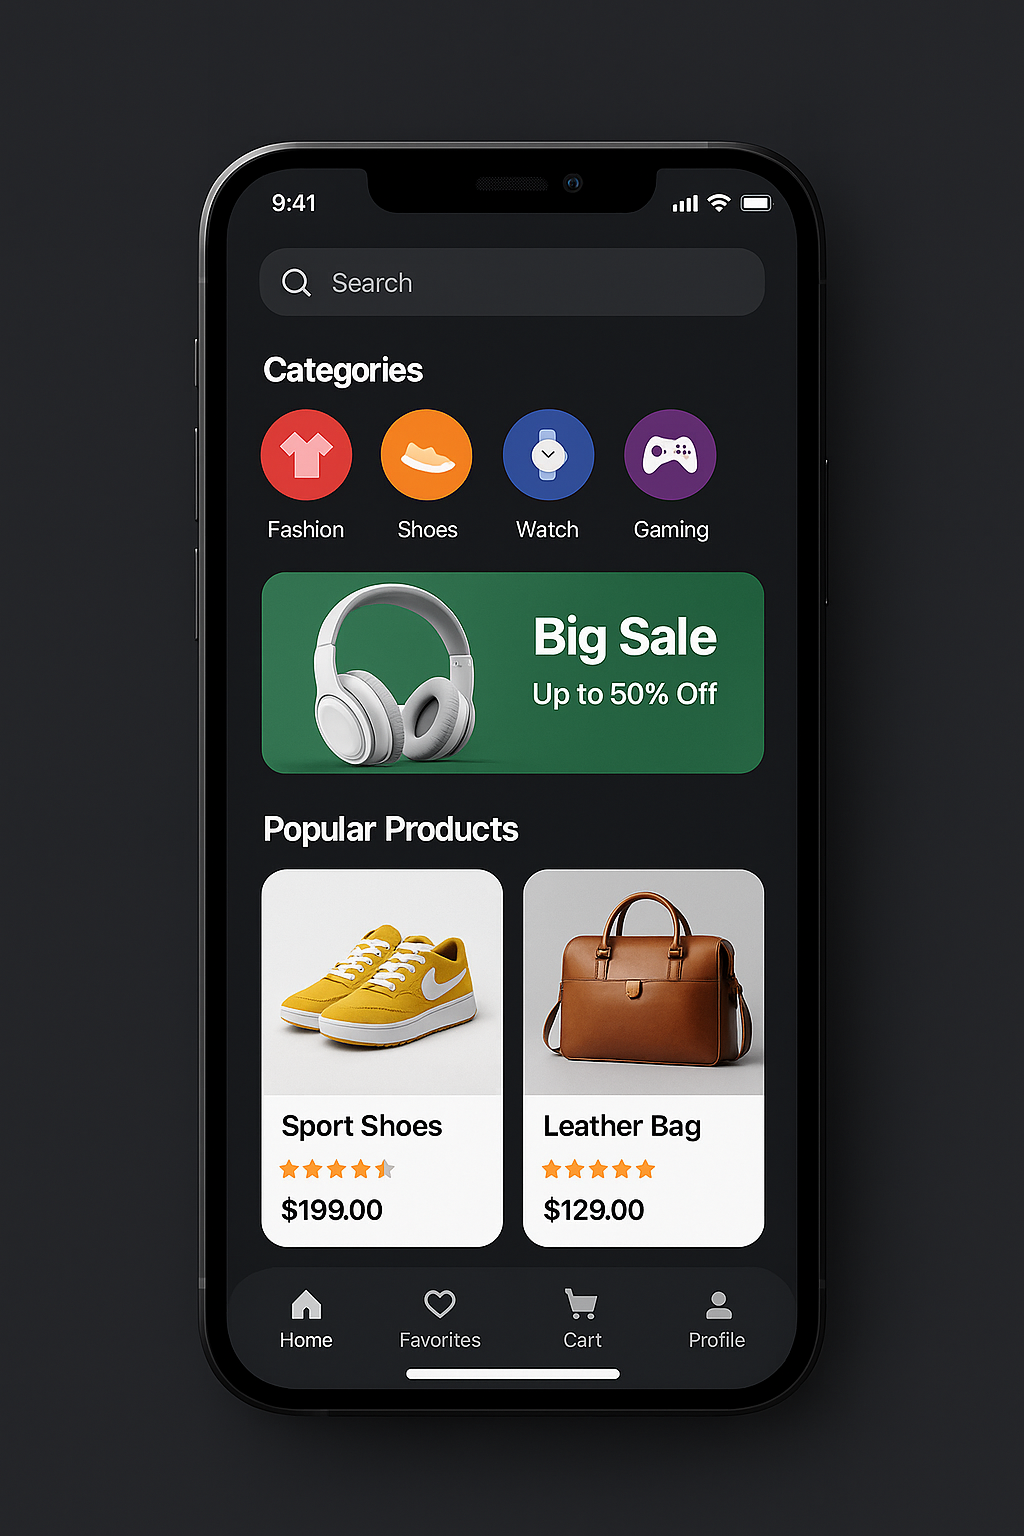 9:41
Search
Categories
Fashion Shoes Watch Gaming
Big Sale
Up to 50% Off
Popular Products
Sport Shoes Leather Bag
$199.00 $129.00
Home Favorites Cart Profile